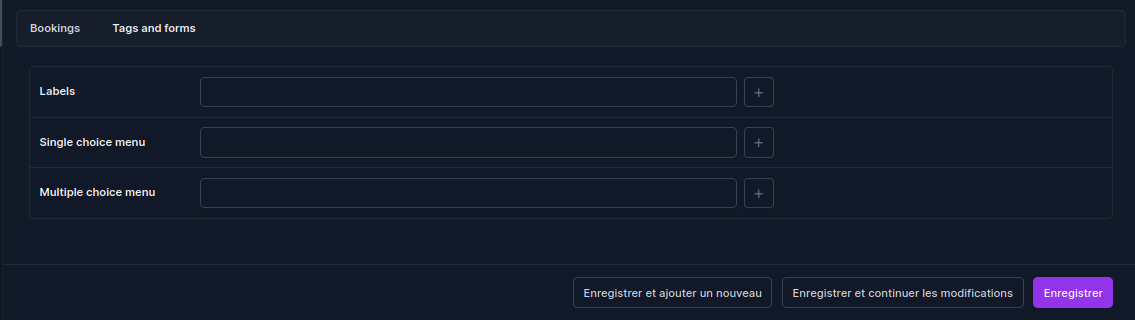 Bookings Tags and forms
Labels
+
Single choice menu
+
Multiple choice menu
+
Enregistrer et ajouter un nouveau Enregistrer et continuer les modifications Enregistrer